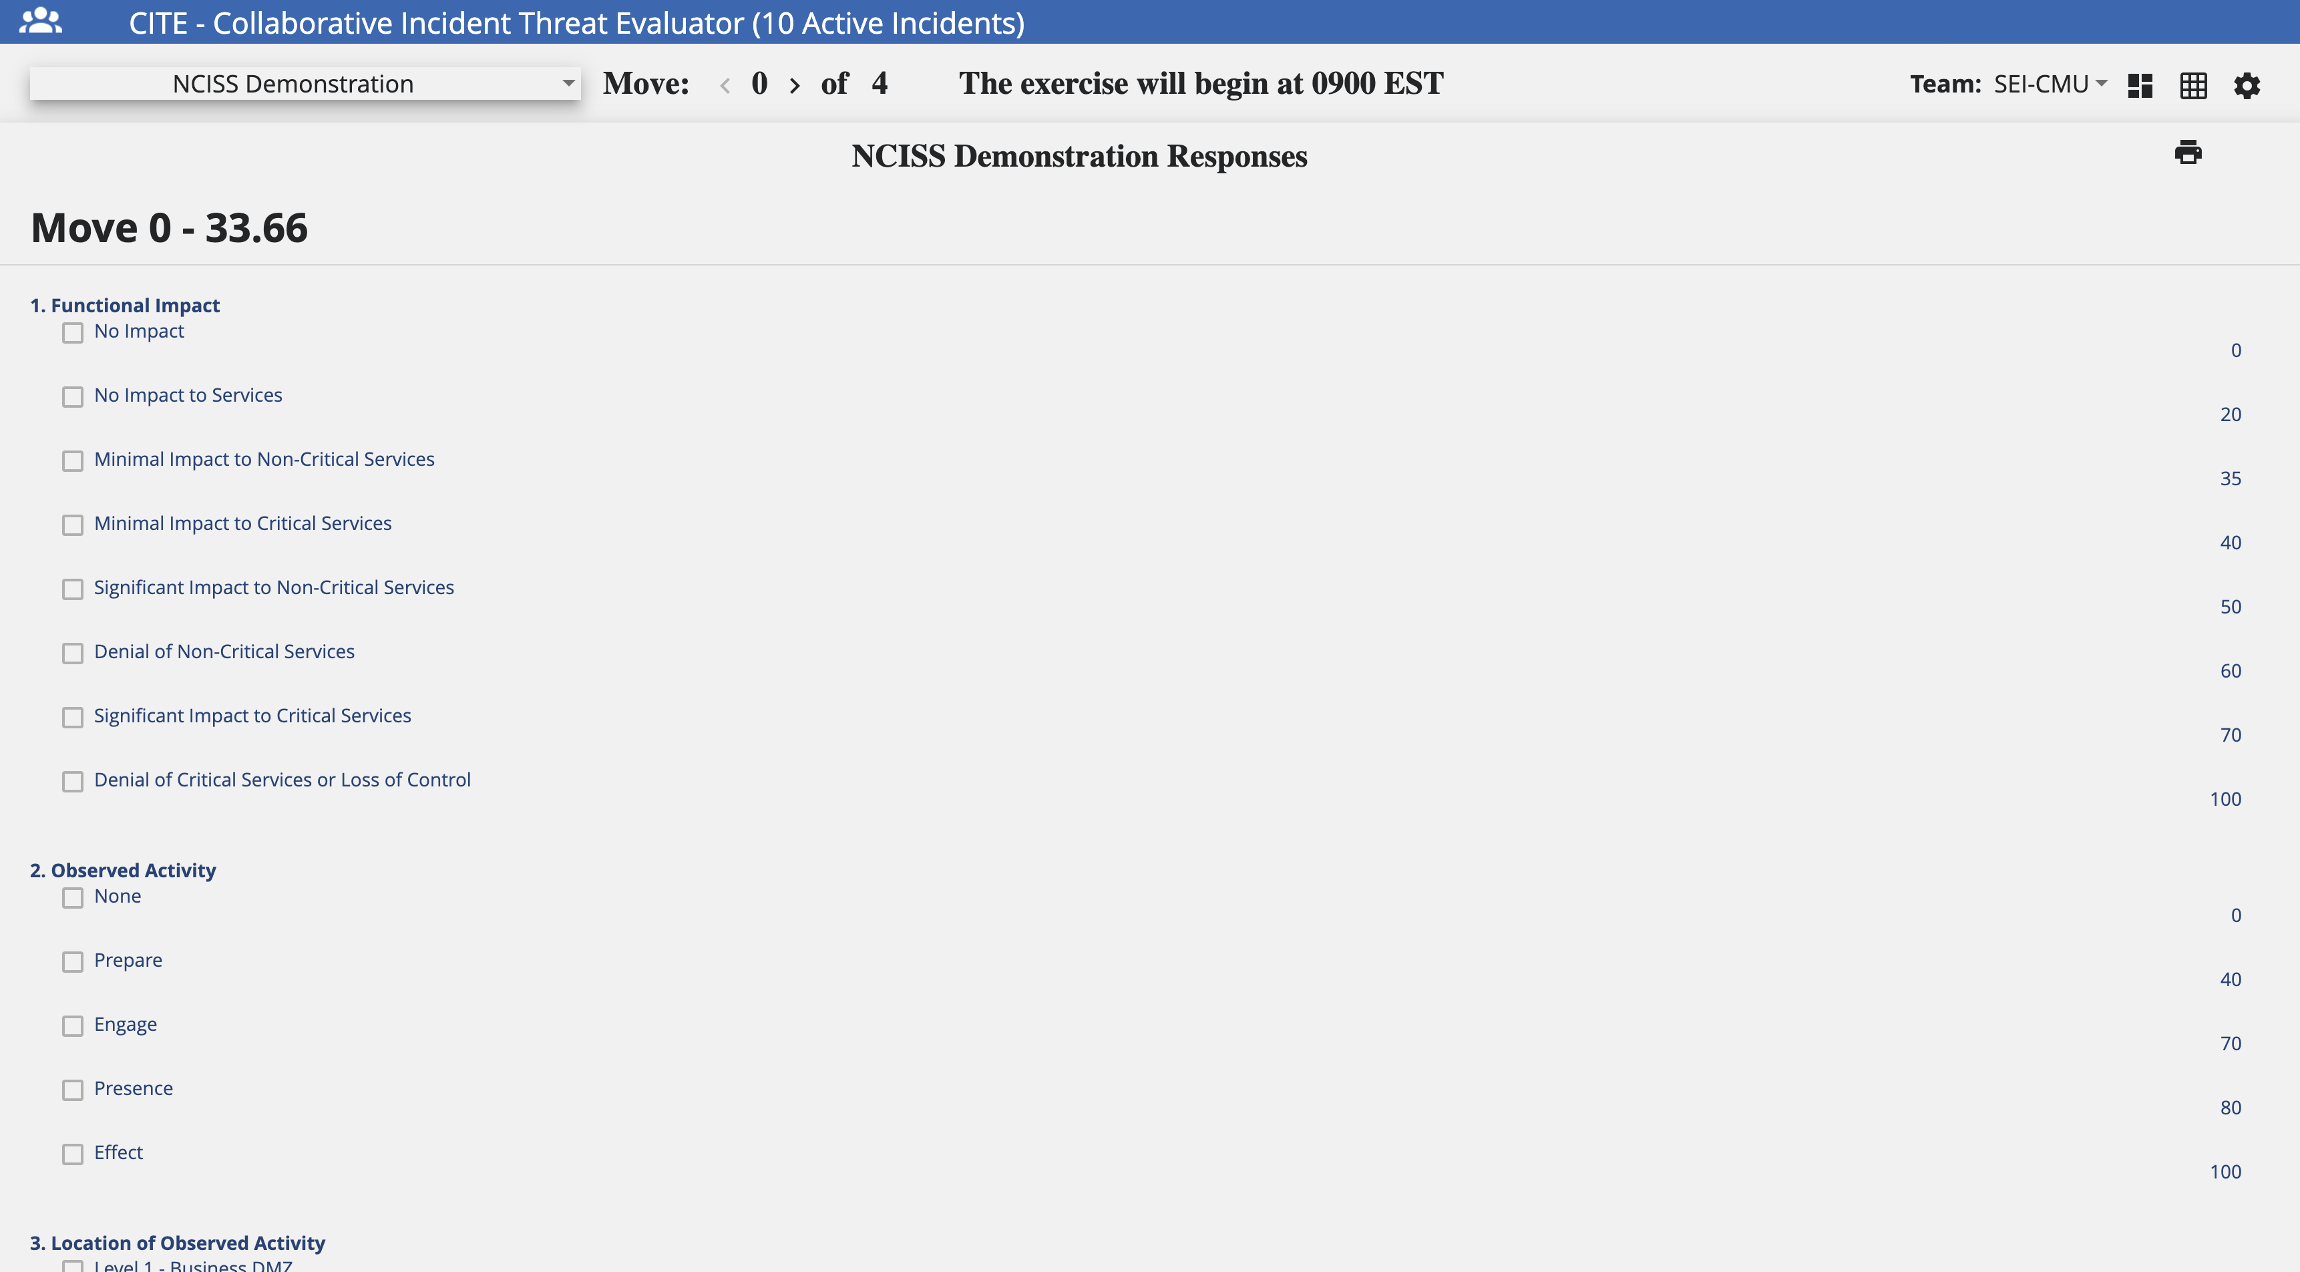 CITE - Collaborative Incident Threat Evaluator (10 Active Incidents)
NCISS Demonstration Move: < 0 > of 4 The exercise will begin at 0900 EST Team: SEI-CMU
NCISS Demonstration Responses
Move 0 - 33.66
1. Functional Impact
No Impact
0
No Impact to Services
20
Minimal Impact to Non-Critical Services
35
Minimal Impact to Critical Services
40
Significant Impact to Non-Critical Services
50
Denial of Non-Critical Services
60
Significant Impact to Critical Services
70
Denial of Critical Services or Loss of Control
100
2. Observed Activity
None
0
Prepare
40
Engage
70
Presence
80
Effect
100
3. Location of Observed Activity
Level 1 - Business DMZ